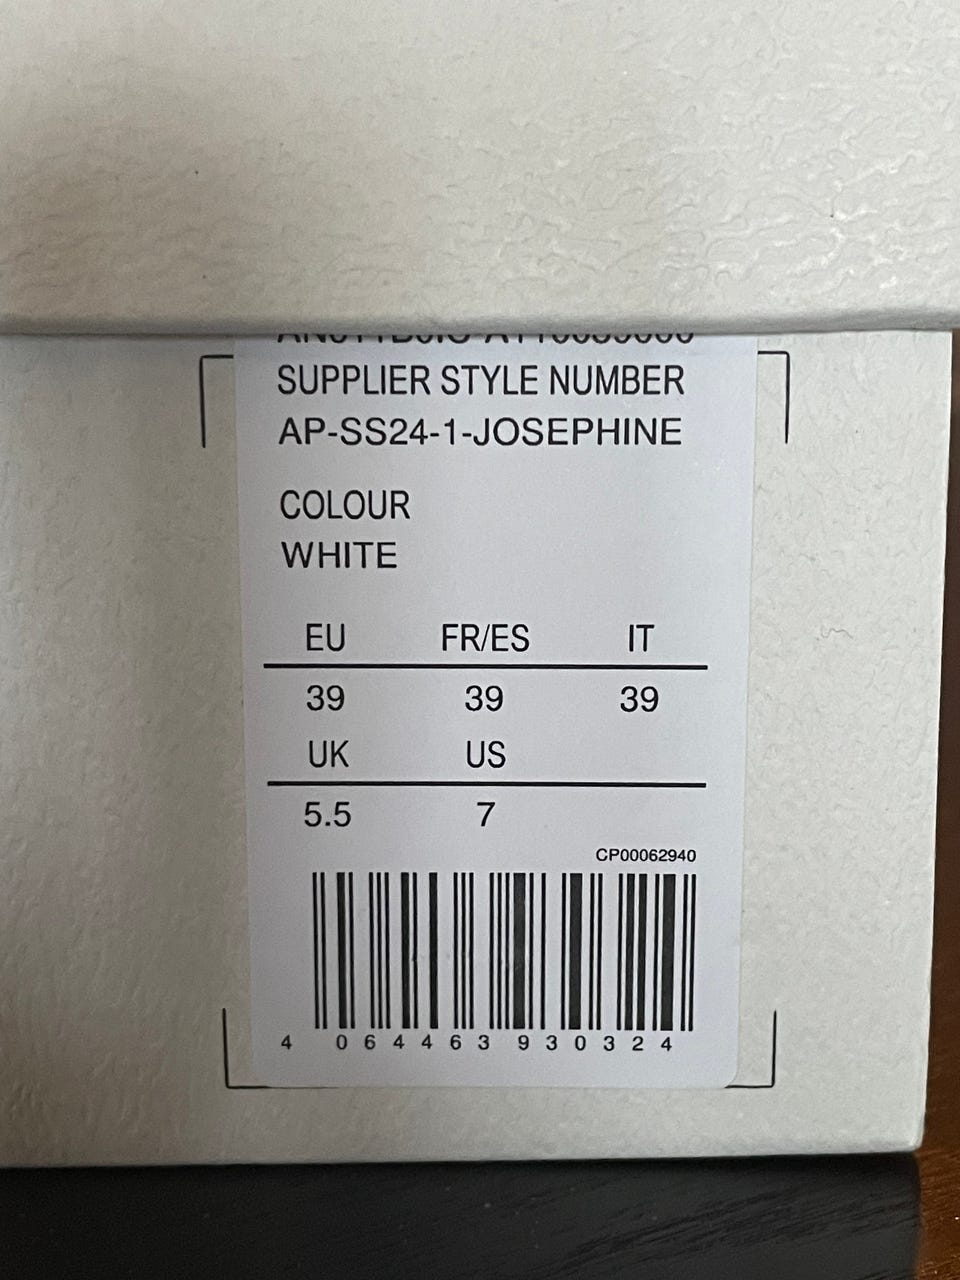 SUPPLIER STYLE NUMBER
AP-SS24-1-JOSEPHINE
COLOUR
WHITE
EU FR/ES IT
39 39 39
UK US
5.5 7
CP00062940
4 064463 930324